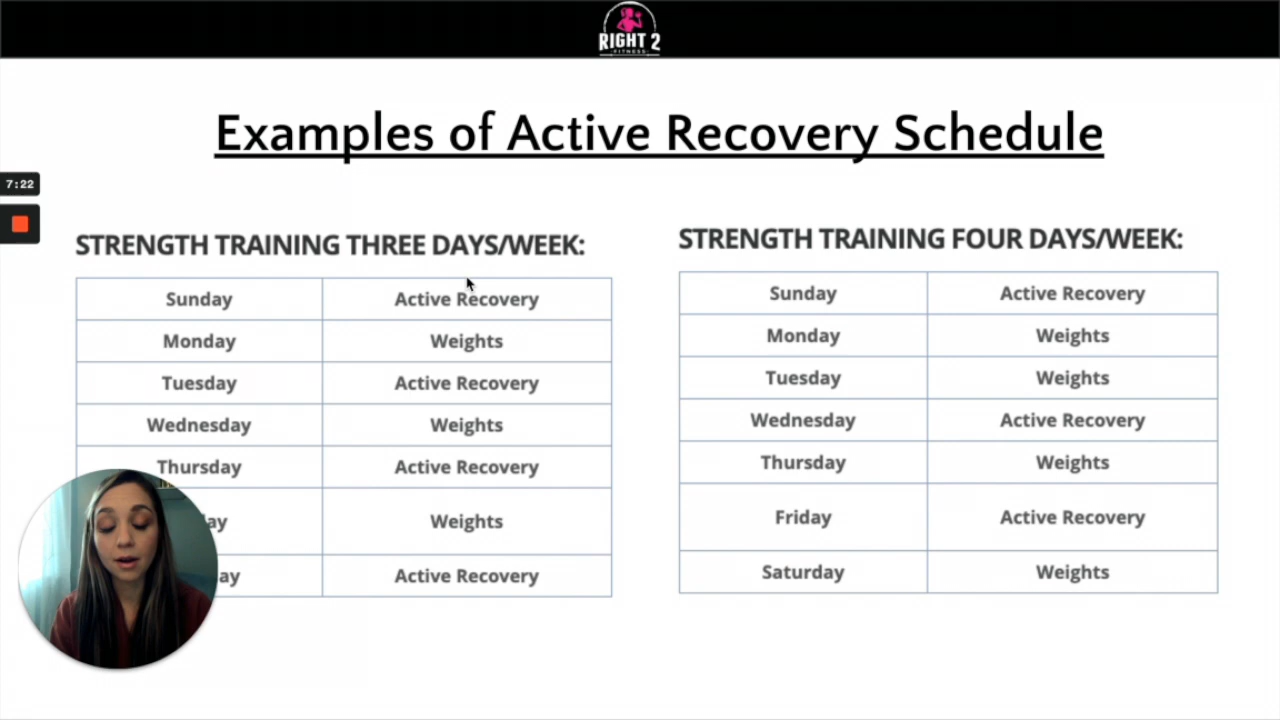 RIGHT 2
FITNESS
Examples of Active Recovery Schedule
7:22
STRENGTH TRAINING THREE DAYS/WEEK:
Sunday Active Recovery
Monday Weights
Tuesday Active Recovery
Wednesday Weights
Thursday Active Recovery
ay Weights
ay Active Recovery
STRENGTH TRAINING FOUR DAYS/WEEK:
Sunday Active Recovery
Monday Weights
Tuesday Weights
Wednesday Active Recovery
Thursday Weights
Friday Active Recovery
Saturday Weights